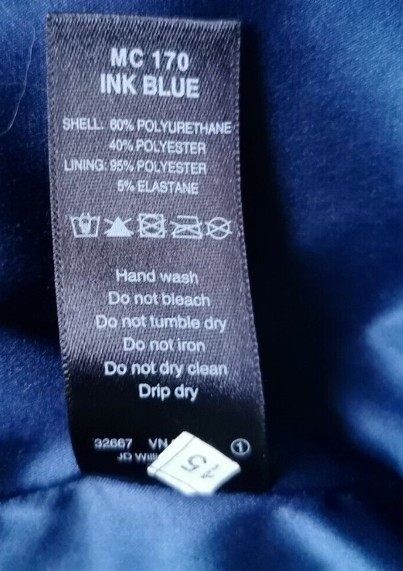 MC 170
INK BLUE
SHELL: 60% POLYURETHANE
40% POLYESTER
LINING: 95% POLYESTER
5% ELASTANE
Hand wash
Do not bleach
Do not tumble dry
Do not iron
Do not dry clean
Drip dry
32667 VN 1
JD
15